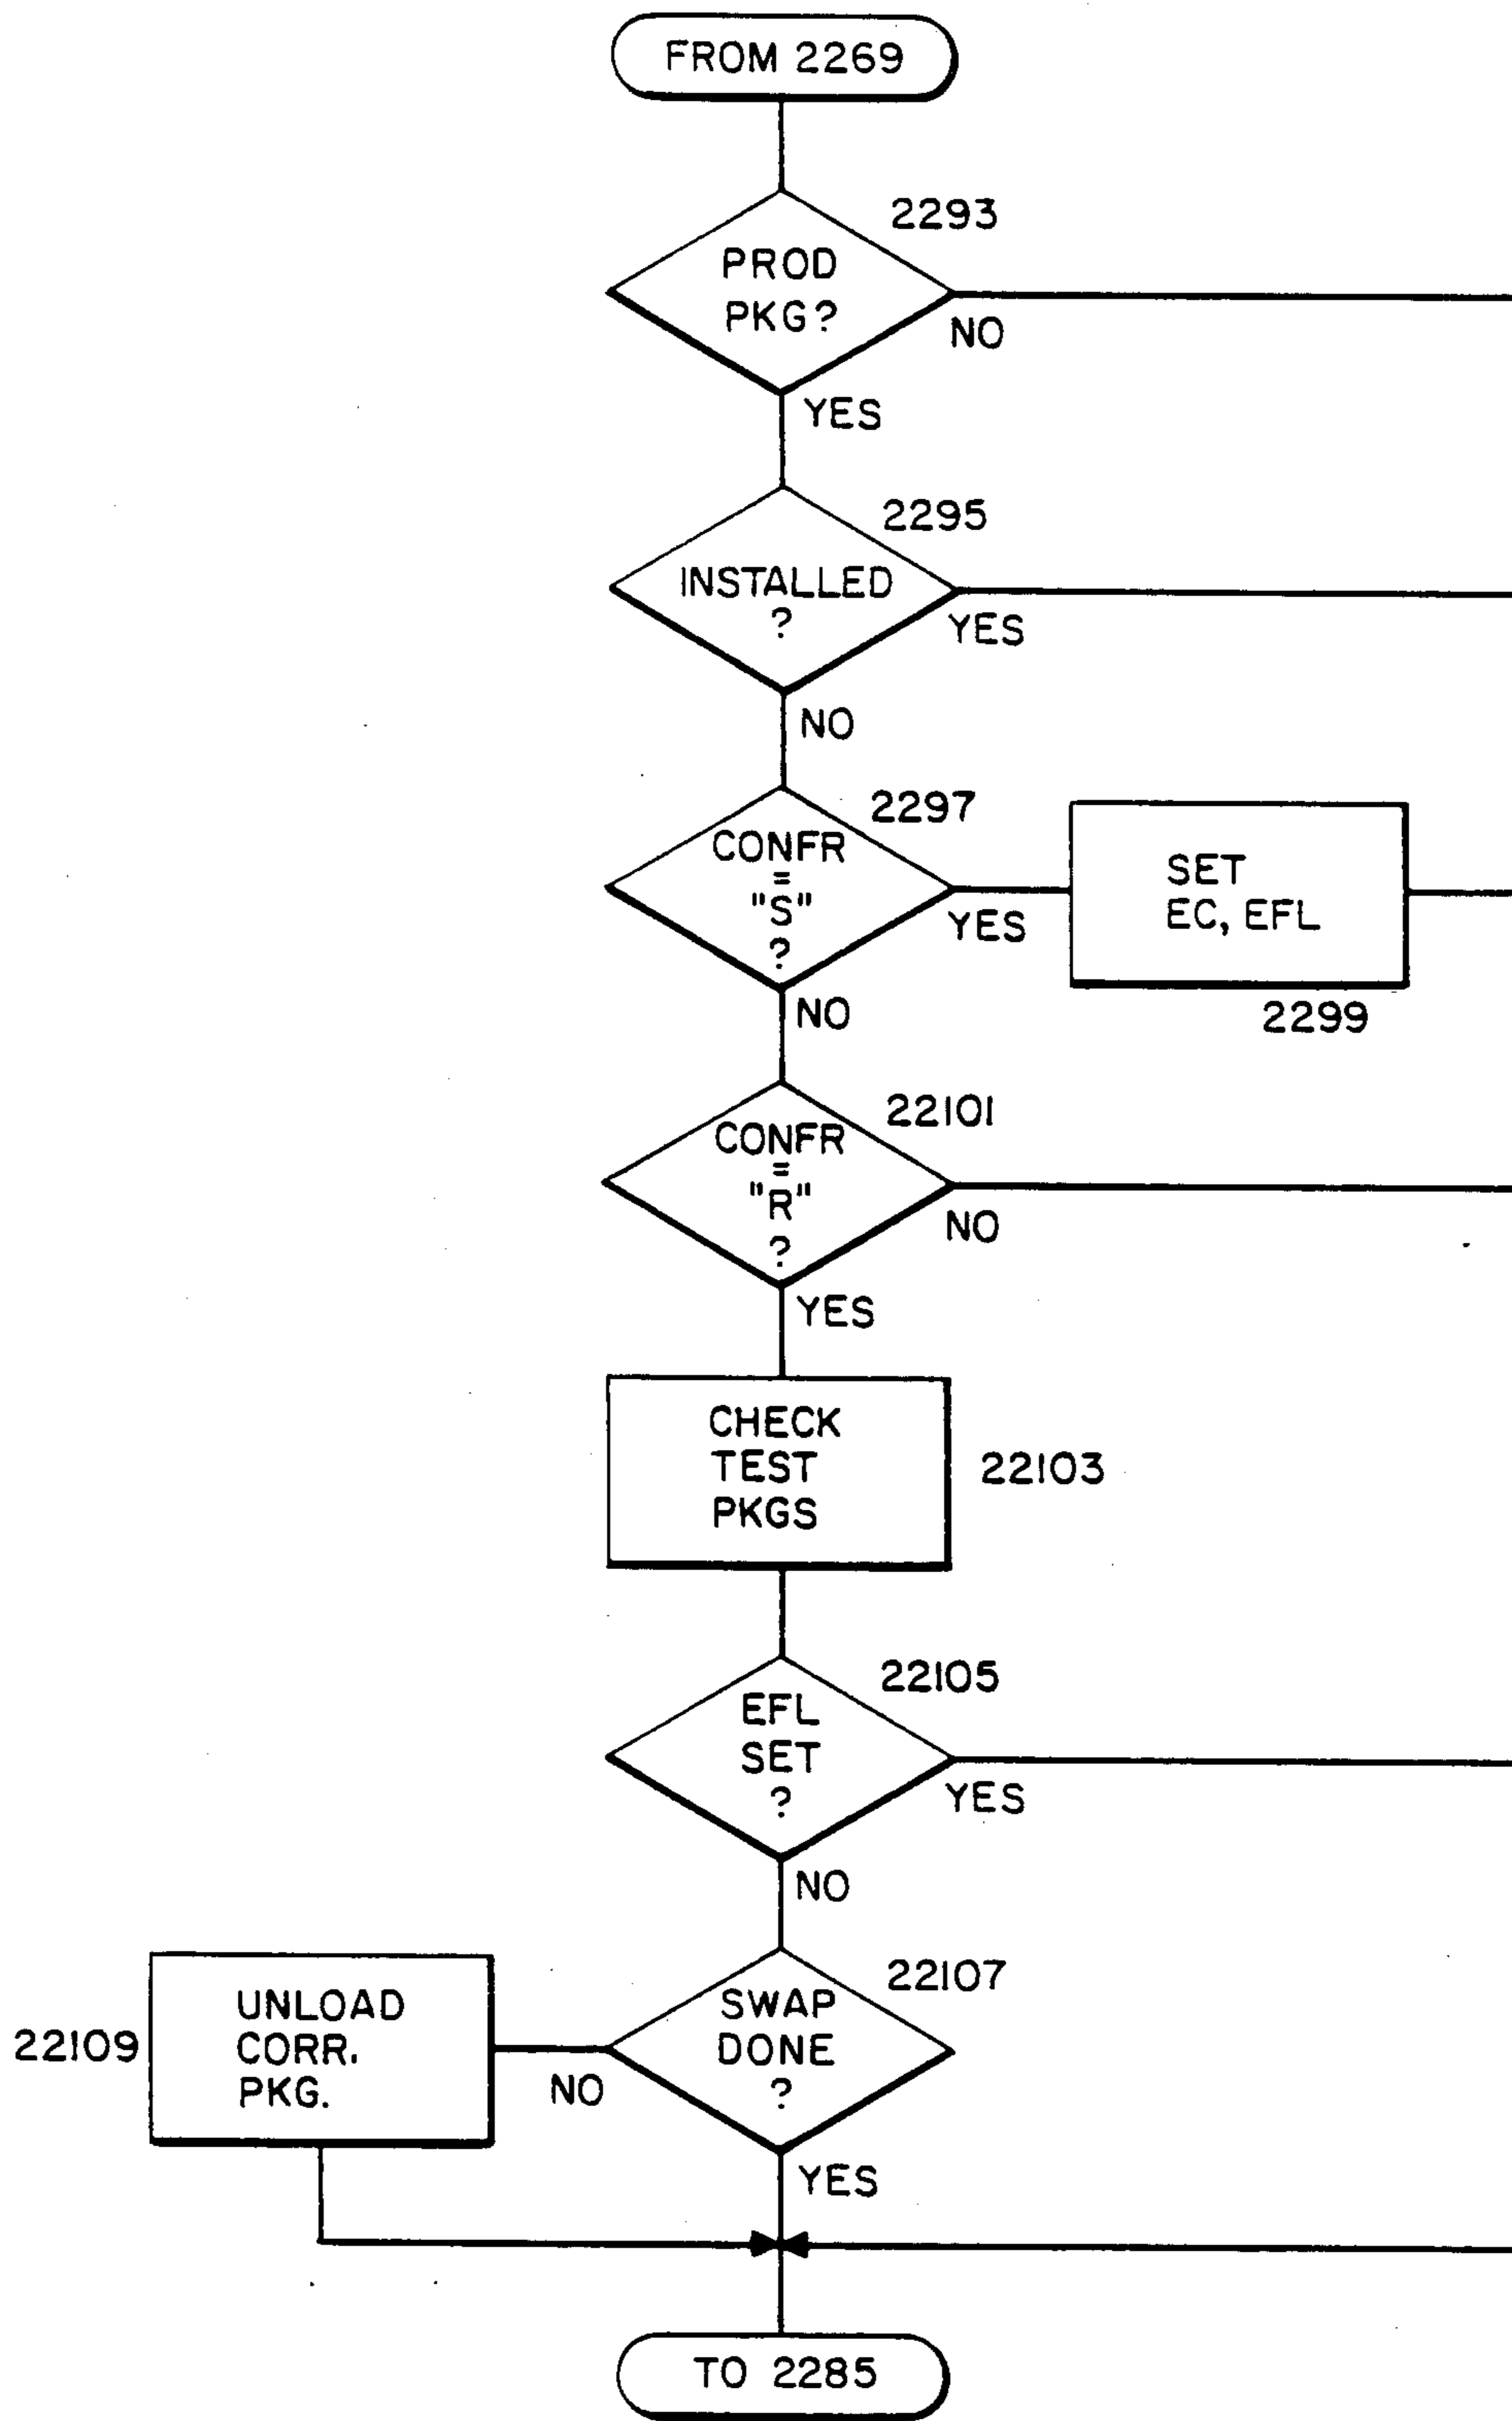 FROM 2269
2293
PROD
PKG?
NO
YES
2295
INSTALLED
?
YES
NO
2297
CONFR
=
"S"
?
YES
NO
SET
EC, EFL
2299
22101
CONFR
=
"R"
?
NO
YES
CHECK
TEST
PKGS
22103
22105
EFL
SET
?
YES
NO
22107
SWAP
DONE
?
NO
YES
UNLOAD
CORR.
PKG.
22109
TO 2285